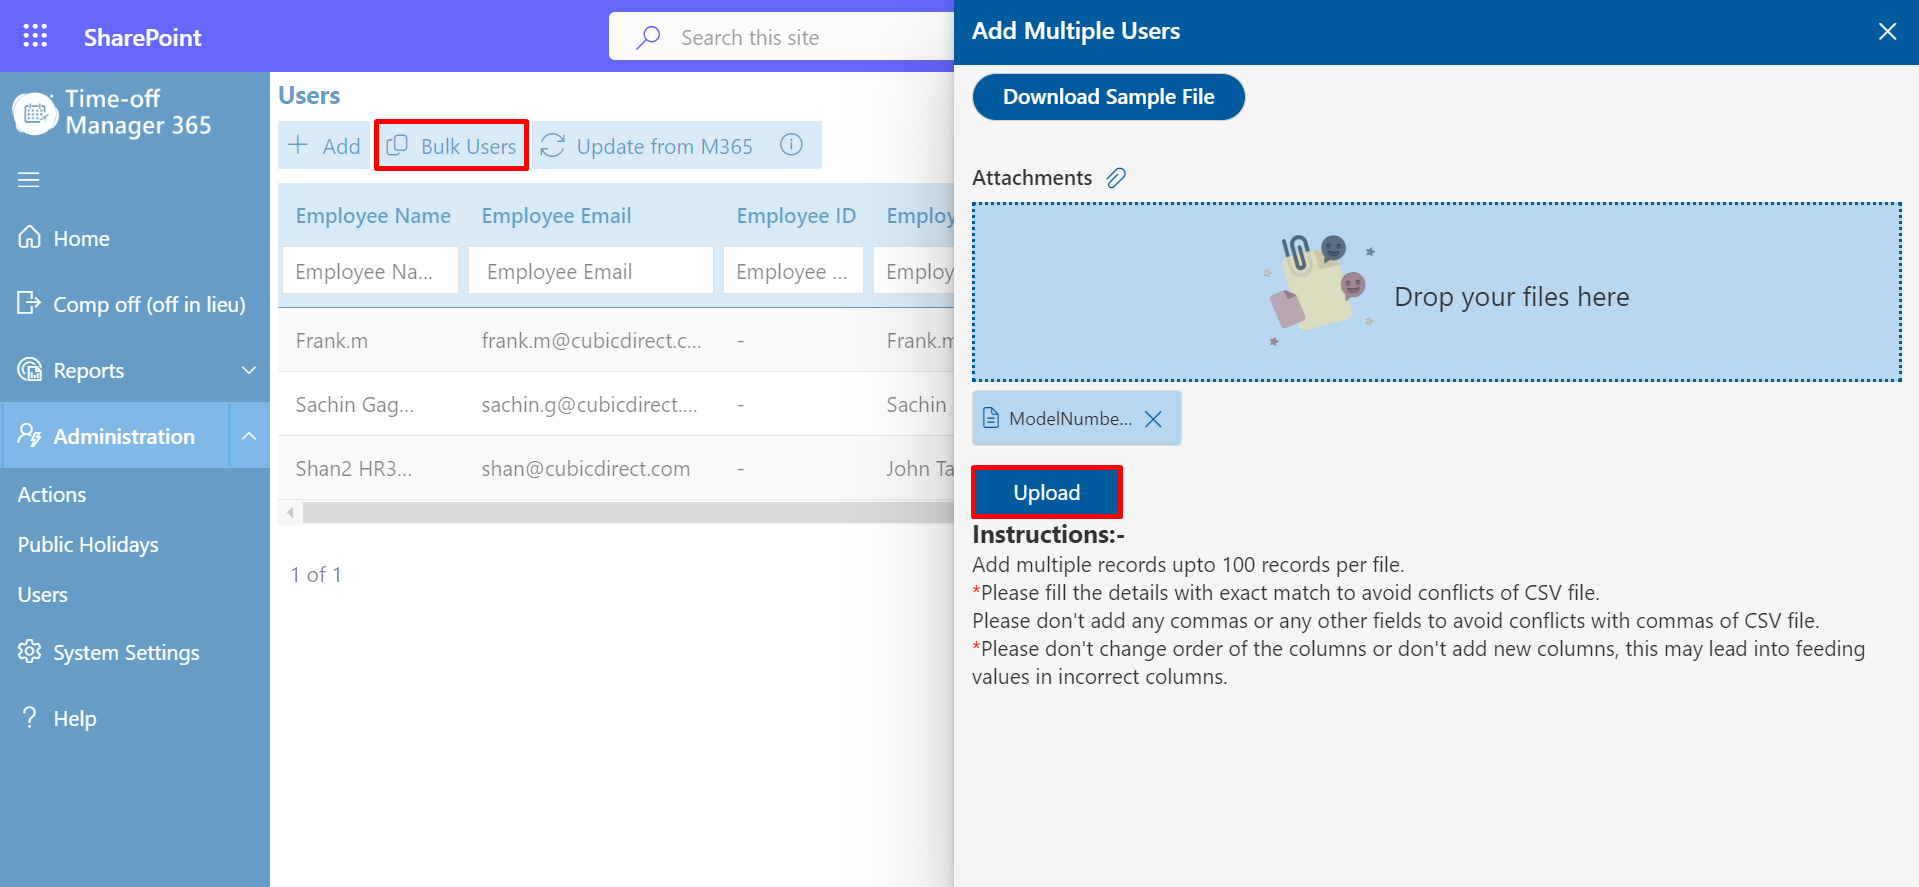 SharePoint
Search this site
Time-off
Manager 365
Home
Comp off (off in lieu)
Reports
Administration
Actions
Public Holidays
Users
System Settings
? Help
Users
Add
Bulk Users
Update from M365
Employee Name Employee Email Employee ID Employ
Employee Na... Employee Email Employee ... Employ
Frank.m frank.m@cubicdirect.c... - Frank.m
Sachin Gag... sachin.g@cubicdirect.... - Sachin
Shan2 HR3... shan@cubicdirect.com - John Ta
1 of 1
Add Multiple Users
Download Sample File
Attachments
Drop your files here
ModelNumbe...
Upload
Instructions:-
Add multiple records upto 100 records per file.
*Please fill the details with exact match to avoid conflicts of CSV file.
Please don't add any commas or any other fields to avoid conflicts with commas of CSV file.
*Please don't change order of the columns or don't add new columns, this may lead into feeding
values in incorrect columns.